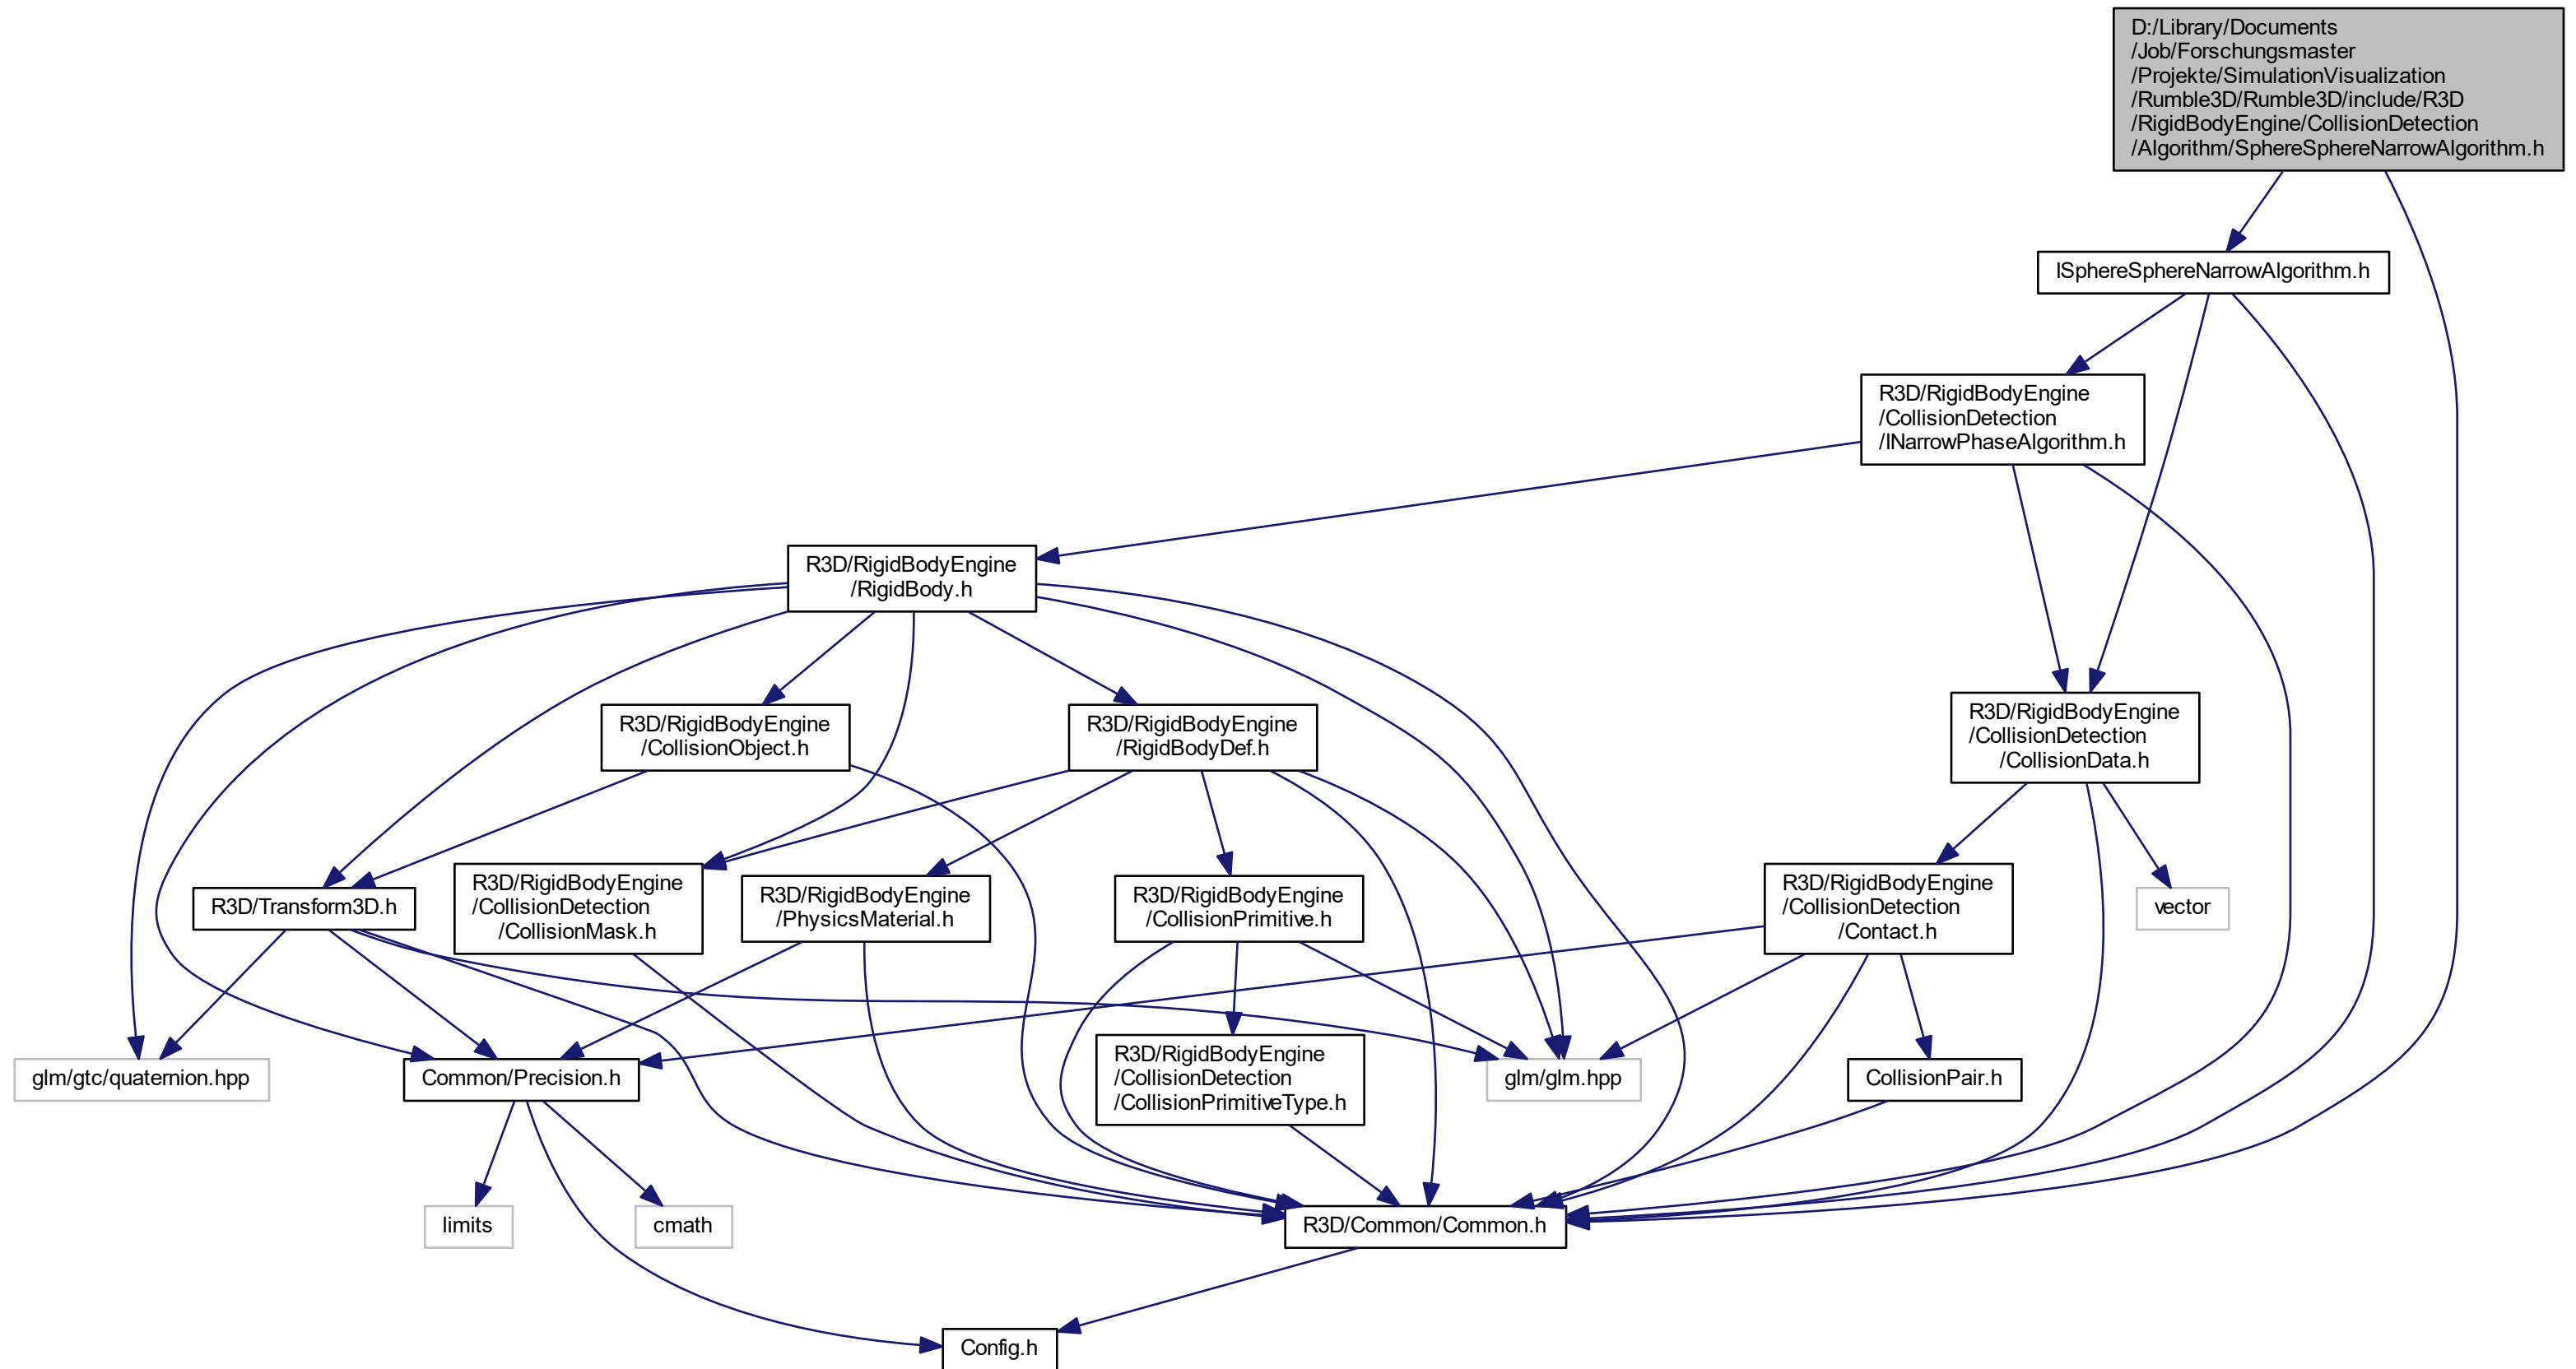 D:/Library/Documents
/Job/Forschungsmaster
/Projekte/SimulationVisualization
/Rumble3D/Rumble3D/include/R3D
/RigidBodyEngine/CollisionDetection
/Algorithm/SphereSphereNarrowAlgorithm.h
ISphereSphereNarrowAlgorithm.h
R3D/RigidBodyEngine
/CollisionDetection
/INarrowPhaseAlgorithm.h
R3D/RigidBodyEngine
/RigidBody.h
R3D/RigidBodyEngine
/CollisionObject.h
R3D/RigidBodyEngine
/RigidBodyDef.h
R3D/RigidBodyEngine
/CollisionDetection
/CollisionData.h
R3D/Transform3D.h
R3D/RigidBodyEngine
/CollisionDetection
/CollisionMask.h
R3D/RigidBodyEngine
/PhysicsMaterial.h
R3D/RigidBodyEngine
/CollisionPrimitive.h
R3D/RigidBodyEngine
/CollisionDetection
/Contact.h
vector
glm/gtc/quaternion.hpp
Common/Precision.h
R3D/RigidBodyEngine
/CollisionDetection
/CollisionPrimitiveType.h
glm/glm.hpp
CollisionPair.h
limits
cmath
R3D/Common/Common.h
Config.h